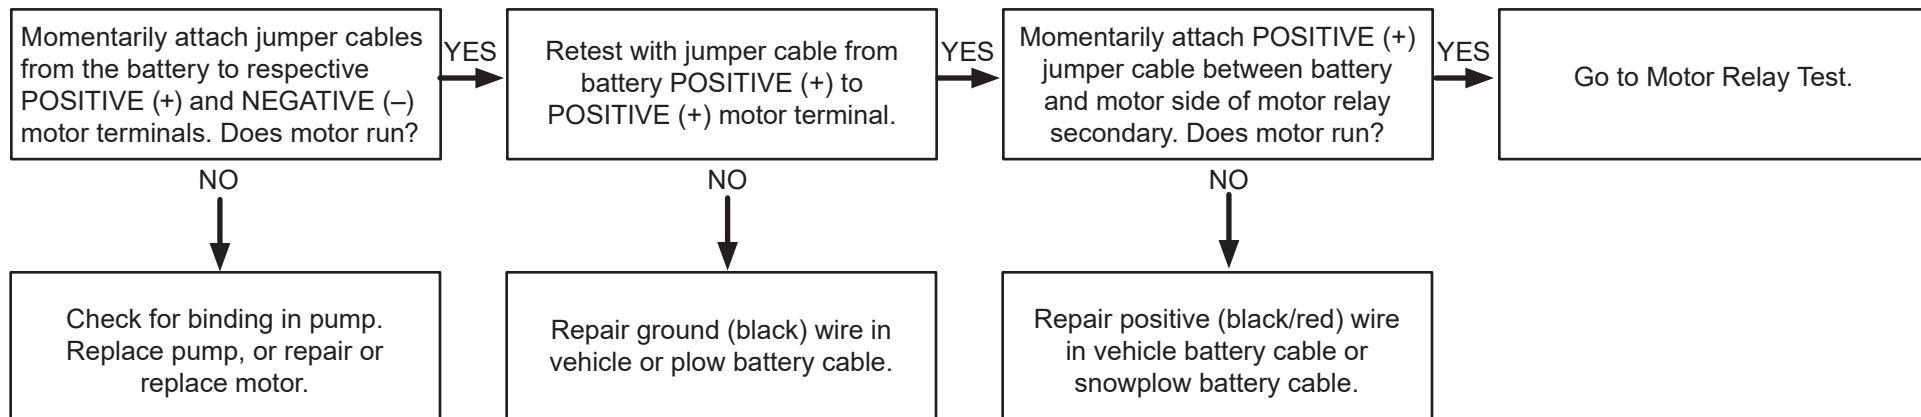 Momentarily attach jumper cables
from the battery to respective
POSITIVE (+) and NEGATIVE (–)
motor terminals. Does motor run?
YES
Retest with jumper cable from
battery POSITIVE (+) to
POSITIVE (+) motor terminal.
YES
Momentarily attach POSITIVE (+)
jumper cable between battery
and motor side of motor relay
secondary. Does motor run?
YES
Go to Motor Relay Test.
NO
NO
NO
Check for binding in pump.
Replace pump, or repair or
replace motor.
Repair ground (black) wire in
vehicle or plow battery cable.
Repair positive (black/red) wire
in vehicle battery cable or
snowplow battery cable.